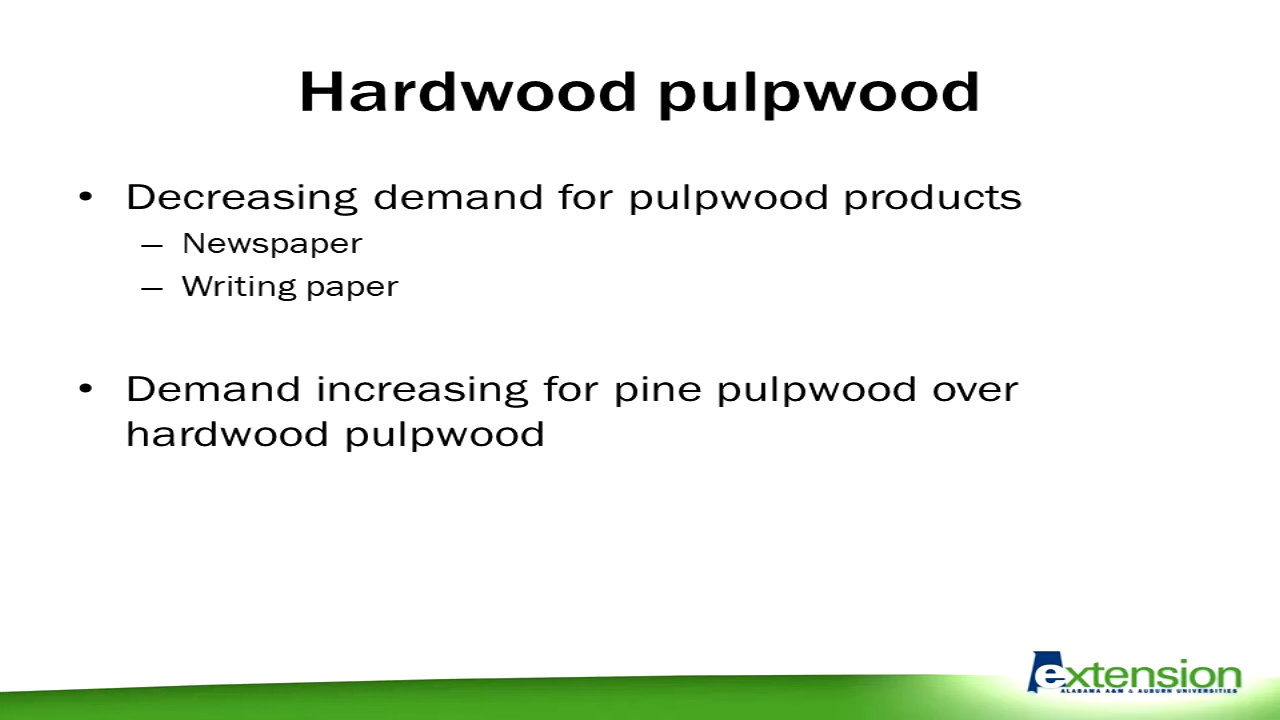 Hardwood pulpwood
• Decreasing demand for pulpwood products
– Newspaper
– Writing paper
• Demand increasing for pine pulpwood over
hardwood pulpwood
extension
ALABAMA A&M & AUBURN UNIVERSITIES